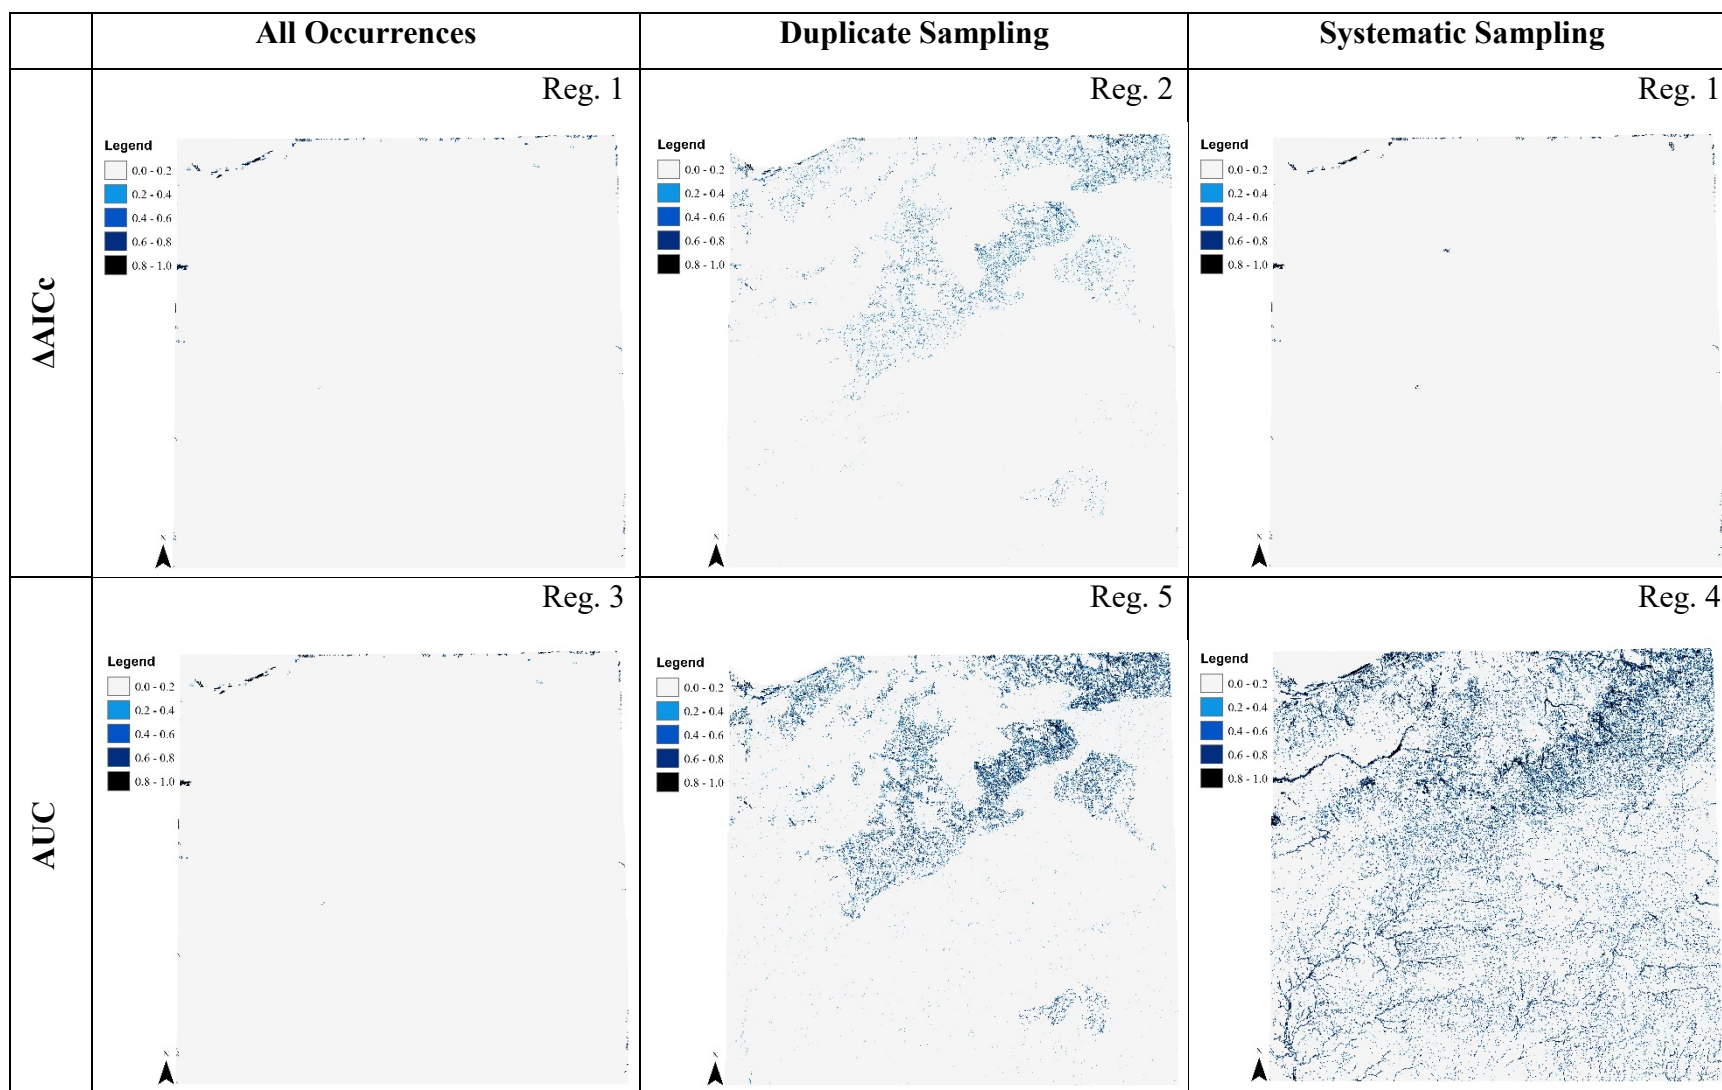 All Occurrences
Duplicate Sampling
Systematic Sampling
ΔAICc
Reg. 1
Legend
0.0 - 0.2
0.2 - 0.4
0.4 - 0.6
0.6 - 0.8
0.8 - 1.0
N
Reg. 2
Legend
0.0 - 0.2
0.2 - 0.4
0.4 - 0.6
0.6 - 0.8
0.8 - 1.0
N
Reg. 1
Legend
0.0 - 0.2
0.2 - 0.4
0.4 - 0.6
0.6 - 0.8
0.8 - 1.0
N
AUC
Reg. 3
Legend
0.0 - 0.2
0.2 - 0.4
0.4 - 0.6
0.6 - 0.8
0.8 - 1.0
N
Reg. 5
Legend
0.0 - 0.2
0.2 - 0.4
0.4 - 0.6
0.6 - 0.8
0.8 - 1.0
N
Reg. 4
Legend
0.0 - 0.2
0.2 - 0.4
0.4 - 0.6
0.6 - 0.8
0.8 - 1.0
N